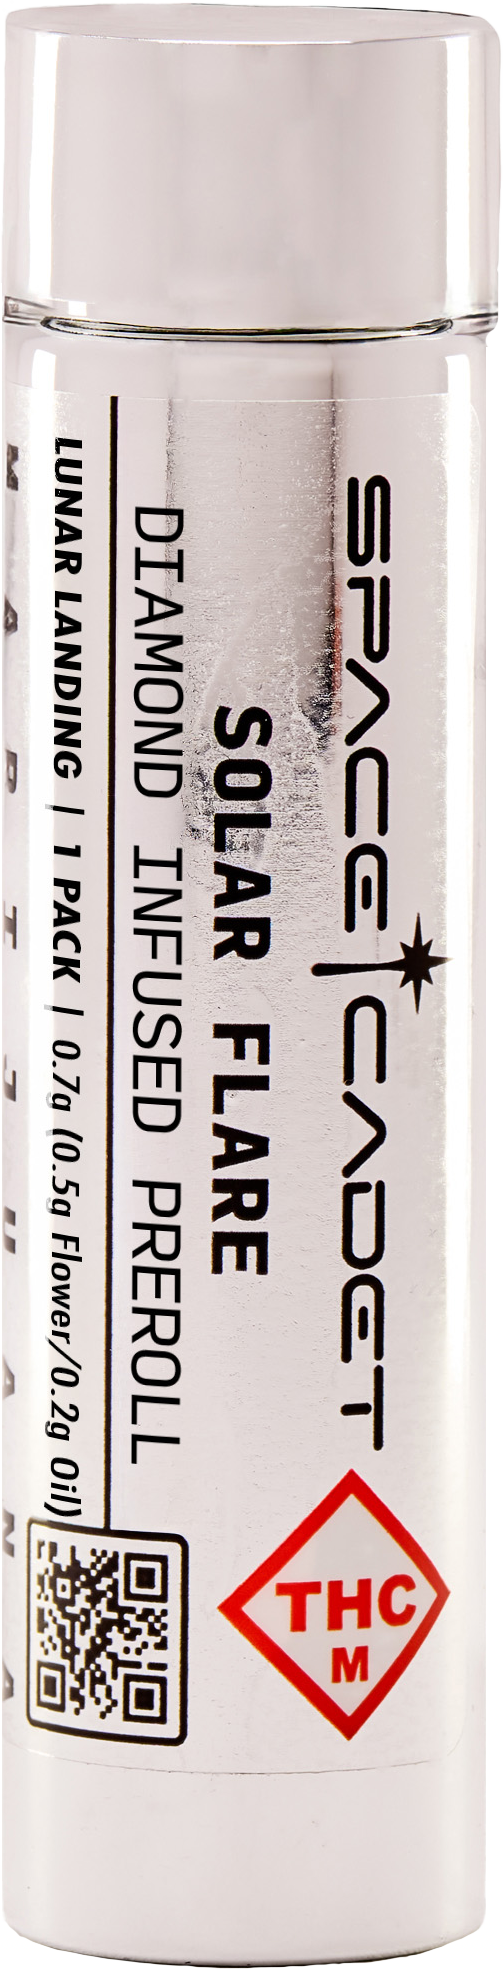 SPACE CADET
SOLAR FLARE
DIAMOND INFUSED PREROLL
LUNAR LANDING | 1 PACK | 0.7g (0.5g Flower/0.2g Oil)
MARIJUANA
THC
M